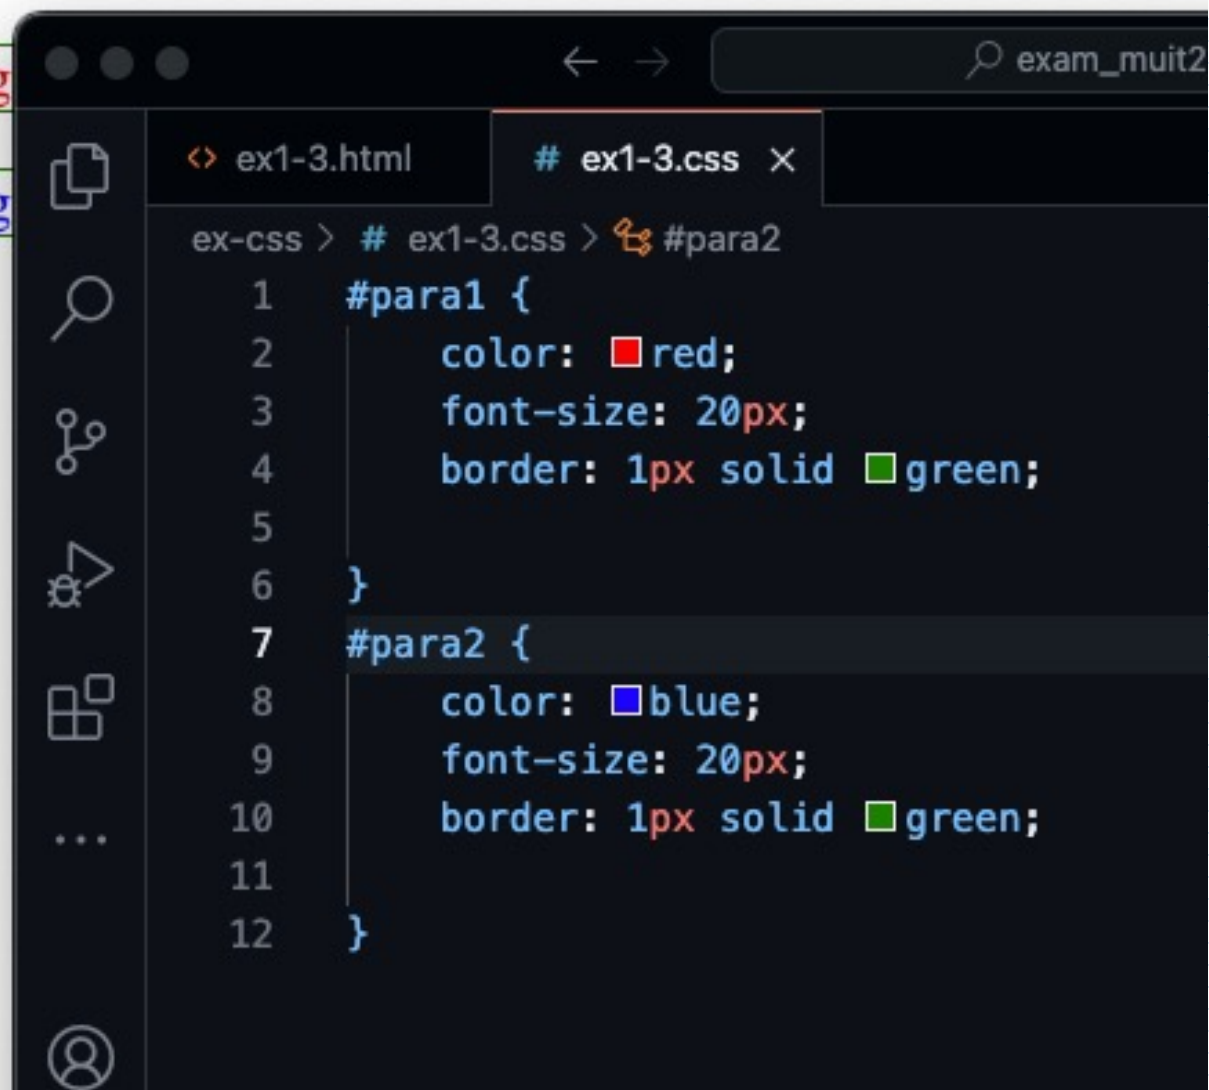 g
g
exam_muit2
<> ex1-3.html
# ex1-3.css ×
ex-css > # ex1-3.css > #para2
1 #para1 {
2 color: red;
3 font-size: 20px;
4 border: 1px solid green;
5
6 }
7 #para2 {
8 color: blue;
9 font-size: 20px;
10 border: 1px solid green;
11
12 }